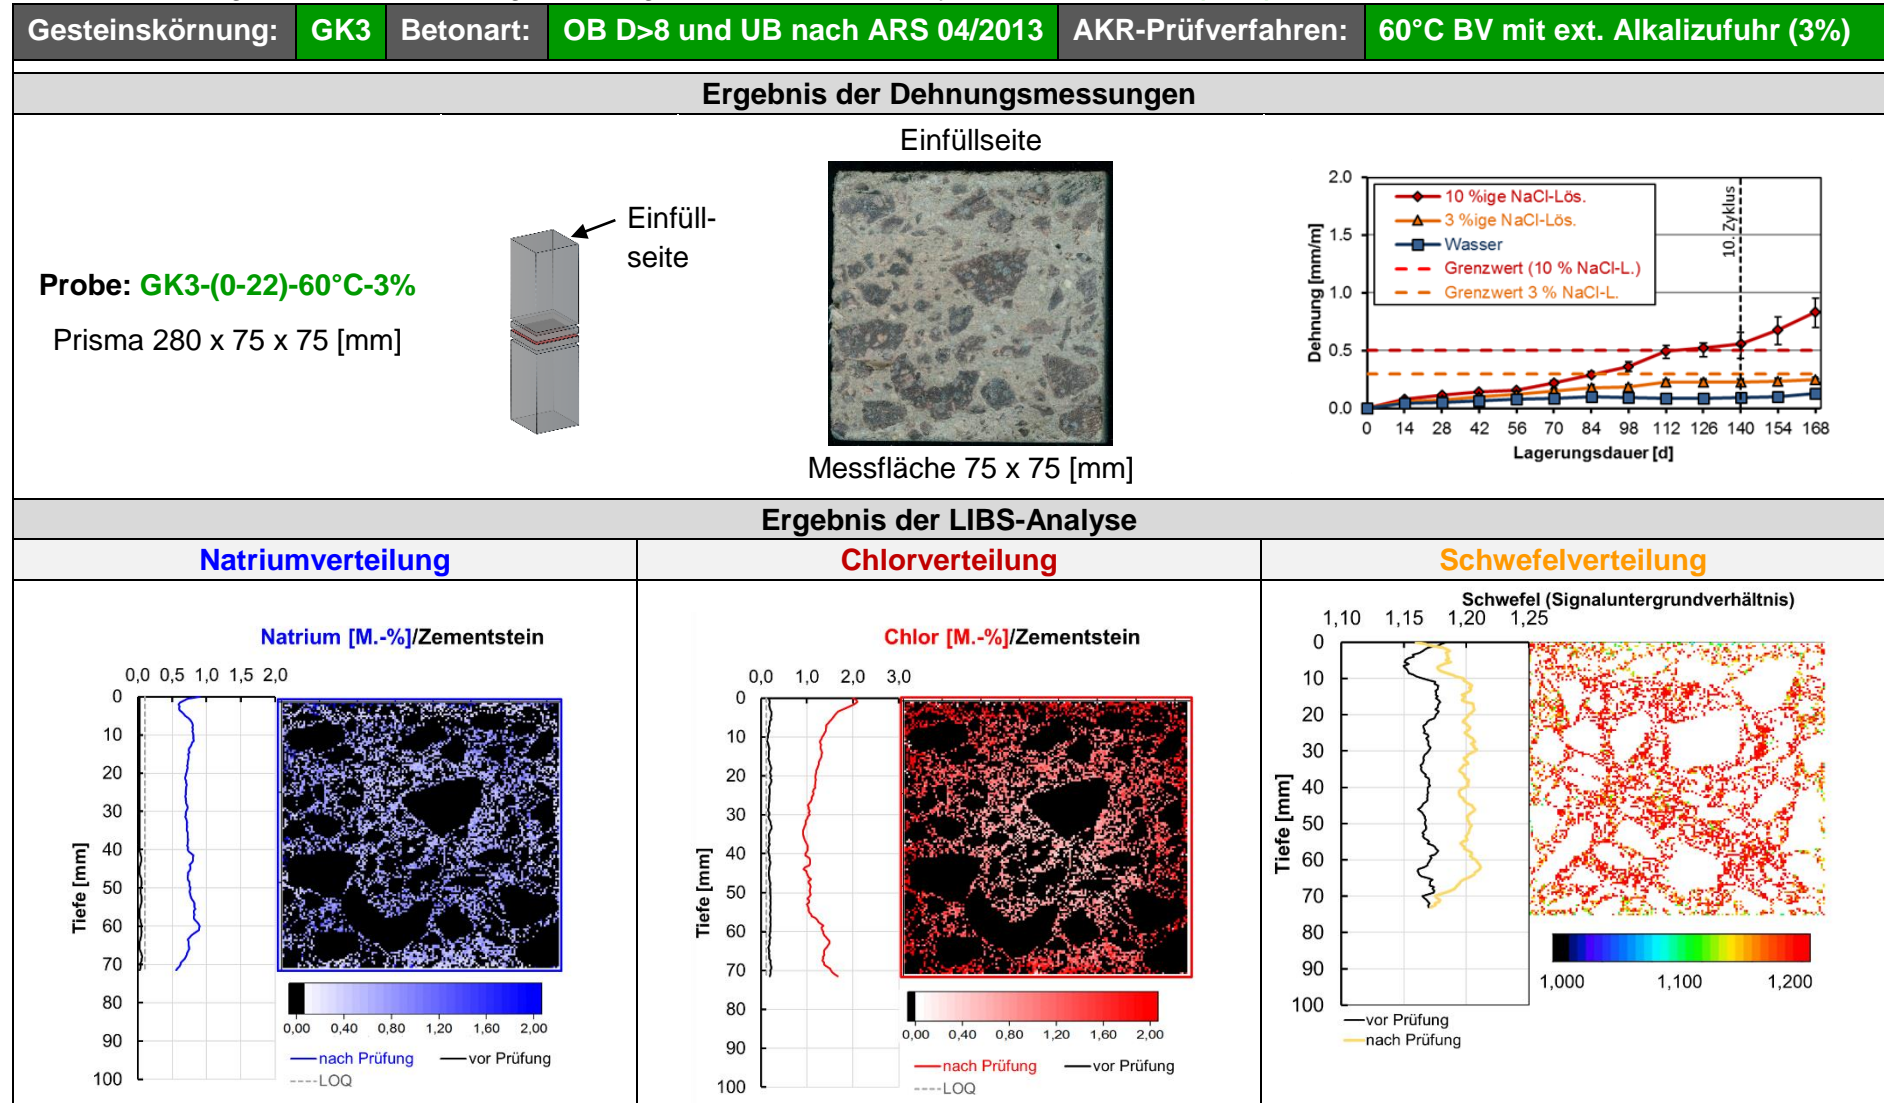 Gesteinskörnung: GK3 Betonart: OB D>8 und UB nach ARS 04/2013 AKR-Prüfverfahren: 60°C BV mit ext. Alkalizufuhr (3%)
Ergebnis der Dehnungsmessungen
Probe: GK3-(0-22)-60°C-3%
Prisma 280 x 75 x 75 [mm]
Einfüll-
seite
Einfüllseite
Messfläche 75 x 75 [mm]
Dehnung [mm/m]
2.0
1.5
1.0
0.5
0.0
10 %ige NaCl-Lös.
3 %ige NaCl-Lös.
Wasser
Grenzwert (10 % NaCl-L.)
Grenzwert 3 % NaCl-L.
10. Zyklus
0 14 28 42 56 70 84 98 112 126 140 154 168
Lagerungsdauer [d]
Ergebnis der LIBS-Analyse
Natriumverteilung
Chlorverteilung
Schwefelverteilung
Natrium [M.-%]/Zementstein
0,0 0,5 1,0 1,5 2,0
Tiefe [mm]
0
10
20
30
40
50
60
70
80
90
100
0,00 0,40 0,80 1,20 1,60 2,00
nach Prüfung vor Prüfung
LOQ
Chlor [M.-%]/Zementstein
0,0 1,0 2,0 3,0
Tiefe [mm]
0
10
20
30
40
50
60
70
80
90
100
0,00 0,40 0,80 1,20 1,60 2,00
nach Prüfung vor Prüfung
LOQ
Schwefel (Signaluntergrundverhältnis)
1,10 1,15 1,20 1,25
Tiefe [mm]
0
10
20
30
40
50
60
70
80
90
100
1,000 1,100 1,200
vor Prüfung
nach Prüfung